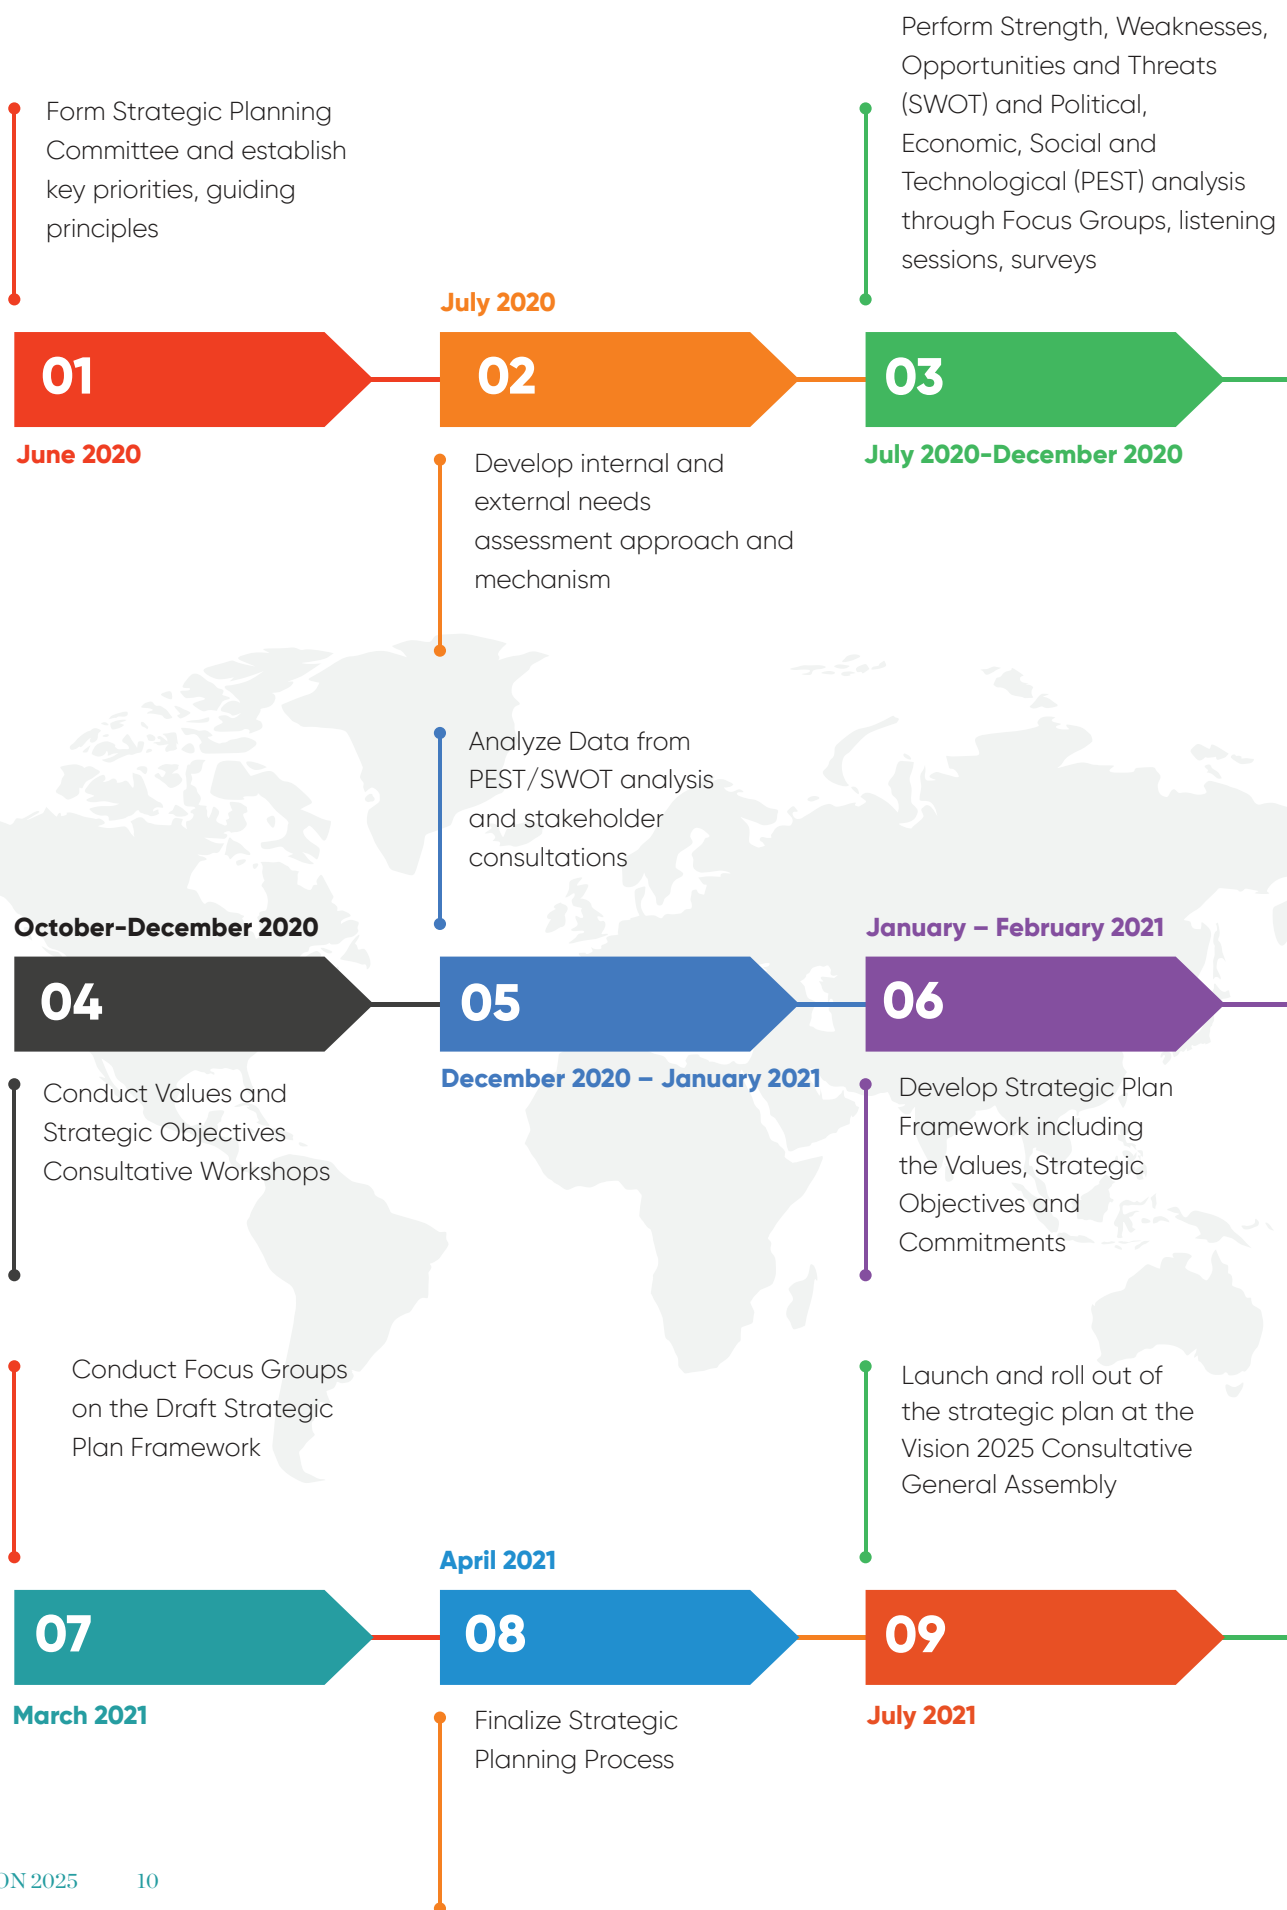 Form Strategic Planning
Committee and establish
key priorities, guiding
principles
01
June 2020
July 2020
02
Develop internal and
external needs
assessment approach and
mechanism
Perform Strength, Weaknesses,
Opportunities and Threats
(SWOT) and Political,
Economic, Social and
Technological (PEST) analysis
through Focus Groups, listening
sessions, surveys
03
July 2020-December 2020
October-December 2020
04
Conduct Values and
Strategic Objectives
Consultative Workshops
Analyze Data from
PEST/SWOT analysis
and stakeholder
consultations
05
December 2020 – January 2021
January – February 2021
06
Develop Strategic Plan
Framework including
the Values, Strategic
Objectives and
Commitments
Conduct Focus Groups
on the Draft Strategic
Plan Framework
07
March 2021
April 2021
08
Finalize Strategic
Planning Process
Launch and roll out of
the strategic plan at the
Vision 2025 Consultative
General Assembly
09
July 2021
ON 2025 10